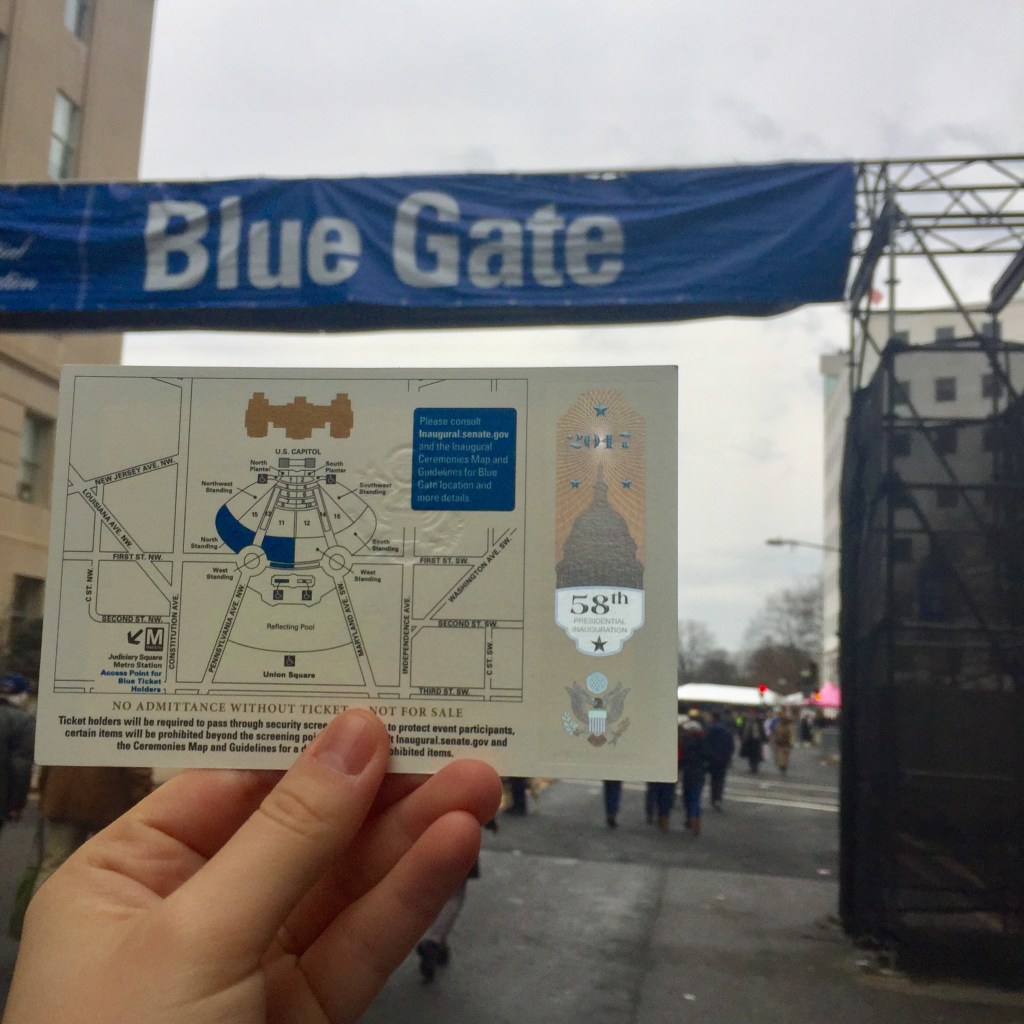 Blue Gate
U.S. CAPITOL
North
Planter
South
Planter
Northwest
Standing
Southwest
Standing
15
11
12
14
16
North
Standing
South
Standing
West
Standing
West
Standing
NEW JERSEY AVE. NW.
LOUISIANA AVE. NW.
FIRST ST. NW.
FIRST ST. SW.
WASHINGTON AVE. SW.
C ST. NW.
SECOND ST. NW.
SECOND ST. SW.
CONSTITUTION AVE.
PENNSYLVANIA AVE. NW.
MARYLAND AVE. SW.
INDEPENDENCE AVE.
C ST. SW.
Reflecting Pool
Union Square
THIRD ST. SW.
M
Judiciary Square
Metro Station
Access Point for
Blue Ticket
Holders
Please consult
Inaugural.senate.gov
and the Inaugural
Ceremonies Map and
Guidelines for Blue
Gate location and
more details.
2017
58th
PRESIDENTIAL
INAUGURATION
NO ADMITTANCE WITHOUT TICKET NOT FOR SALE
Ticket holders will be required to pass through security to protect event participants,
certain items will be prohibited beyond the screening Inaugural.senate.gov and
the Ceremonies Map and Guidelines for a items.